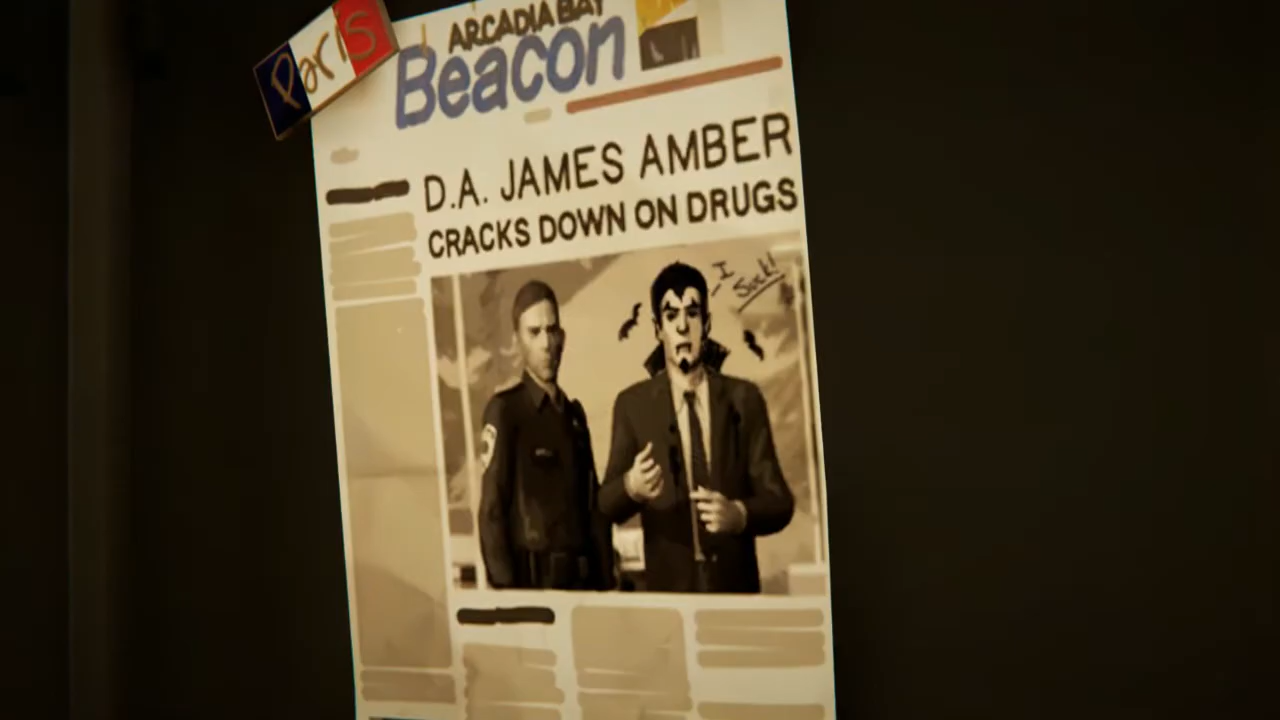 Paris
ARCADIA BAY
Beacon
D.A. JAMES AMBER
CRACKS DOWN ON DRUGS
I
Suck!